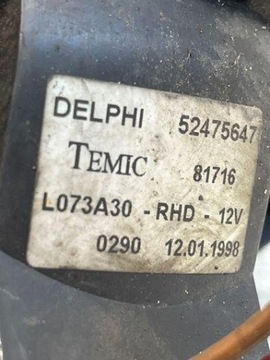 DELPHI 52475647
TEMIC 81716
L073A30 - RHD - 12V
0290 12.01.1998